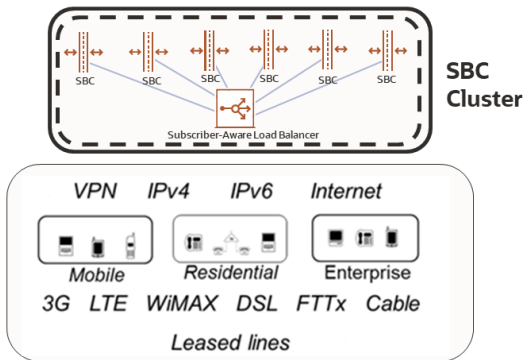 SBC SBC SBC SBC SBC SBC
Subscriber-Aware Load Balancer
SBC
Cluster
VPN IPv4 IPv6 Internet
Mobile Residential Enterprise
3G LTE WiMAX DSL FTTx Cable
Leased lines